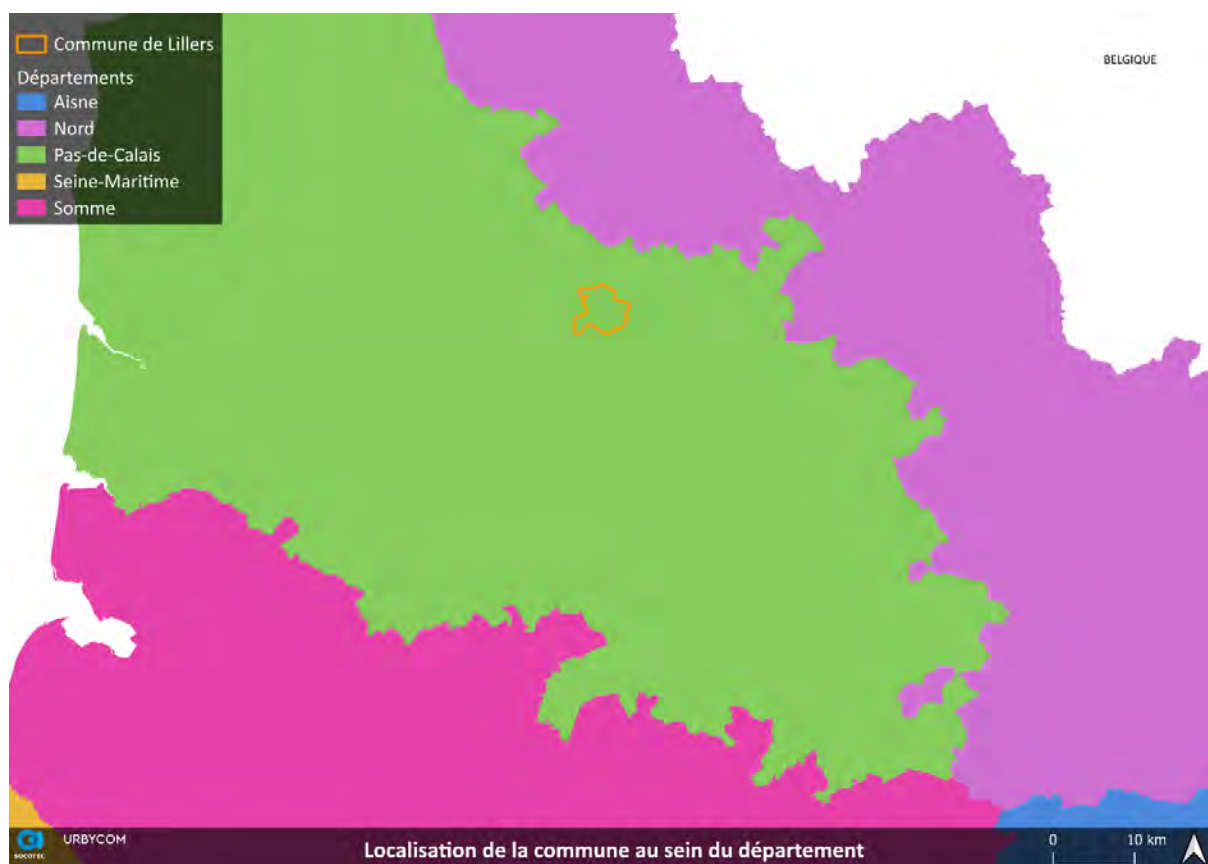 Commune de Lillers
Départements
Aisne
Nord
Pas-de-Calais
Seine-Maritime
Somme
BELGIQUE
SOCOTEC
URBYCOM
Localisation de la commune au sein du département
0 10 km